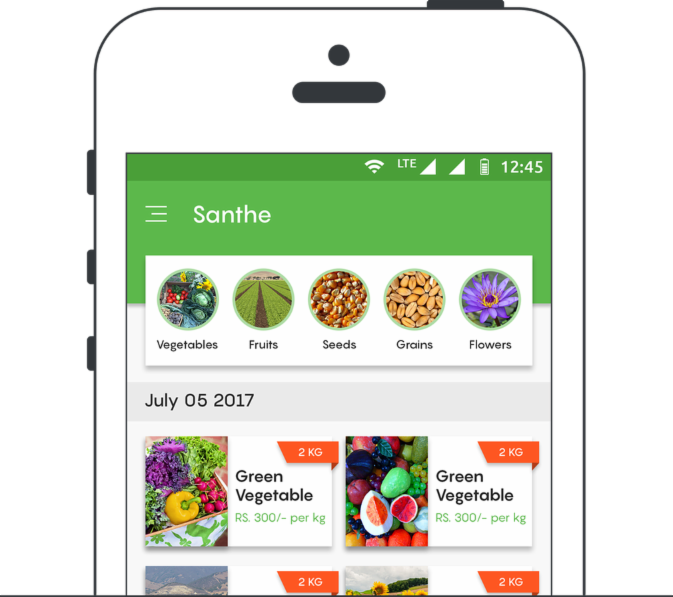 LTE 12:45
Santhe
Vegetables Fruits Seeds Grains Flowers
July 05 2017
2 KG
Green
Vegetable
RS. 300/- per kg
2 KG
Green
Vegetable
RS. 300/- per kg
2 KG
2 KG